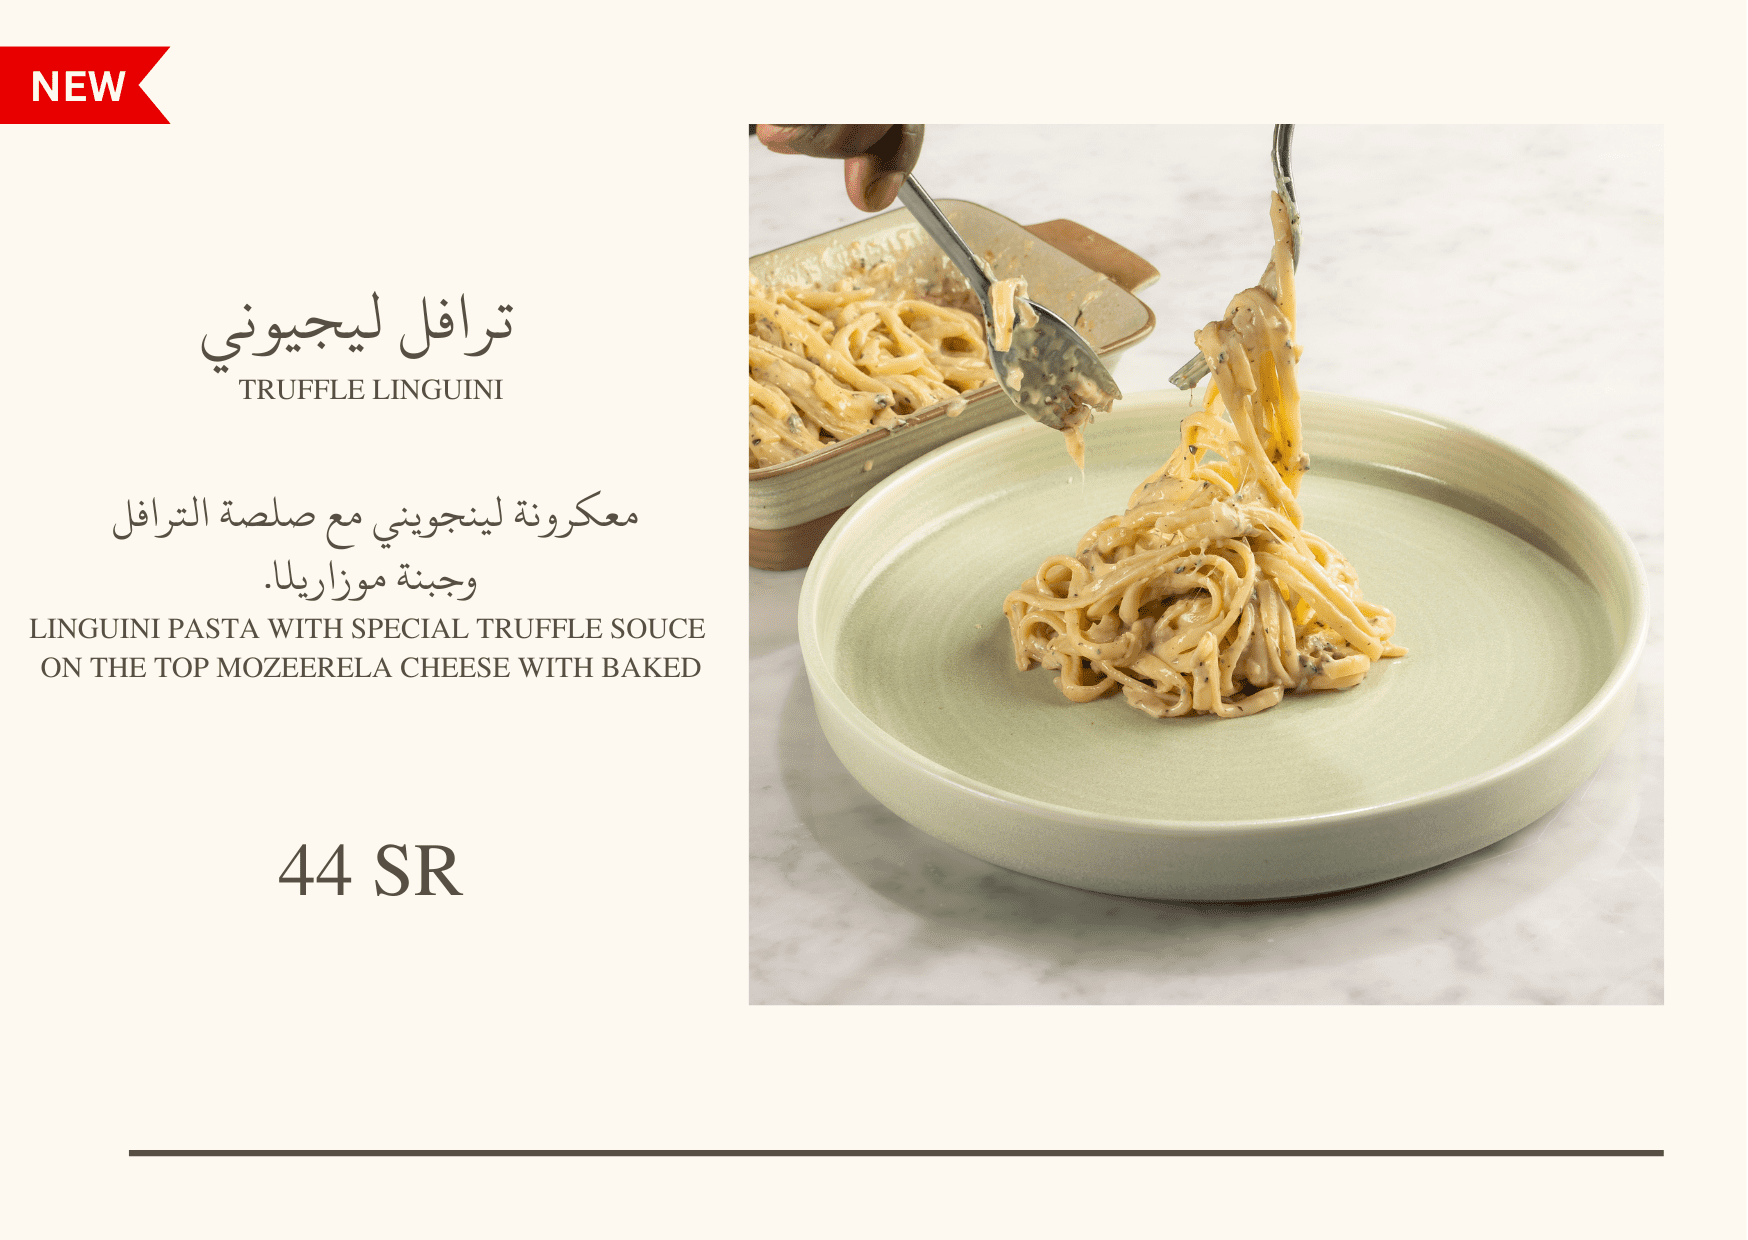 NEW
ترافل ليجيوني
TRUFFLE LINGUINI
معكرونة لينجويني مع صلصة الترافل
وجبنة موزاريلا.
LINGUINI PASTA WITH SPECIAL TRUFFLE SOUCE
ON THE TOP MOZEERELA CHEESE WITH BAKED
44 SR